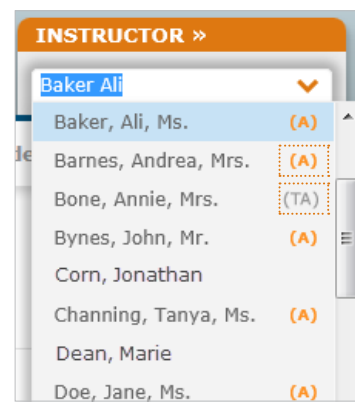 INSTRUCTOR »
Baker Ali
Baker, Ali, Ms. (A)
Barnes, Andrea, Mrs. (A)
Bone, Annie, Mrs. (TA)
Bynes, John, Mr. (A)
Corn, Jonathan
Channing, Tanya, Ms. (A)
Dean, Marie
Doe, Jane, Ms. (A)